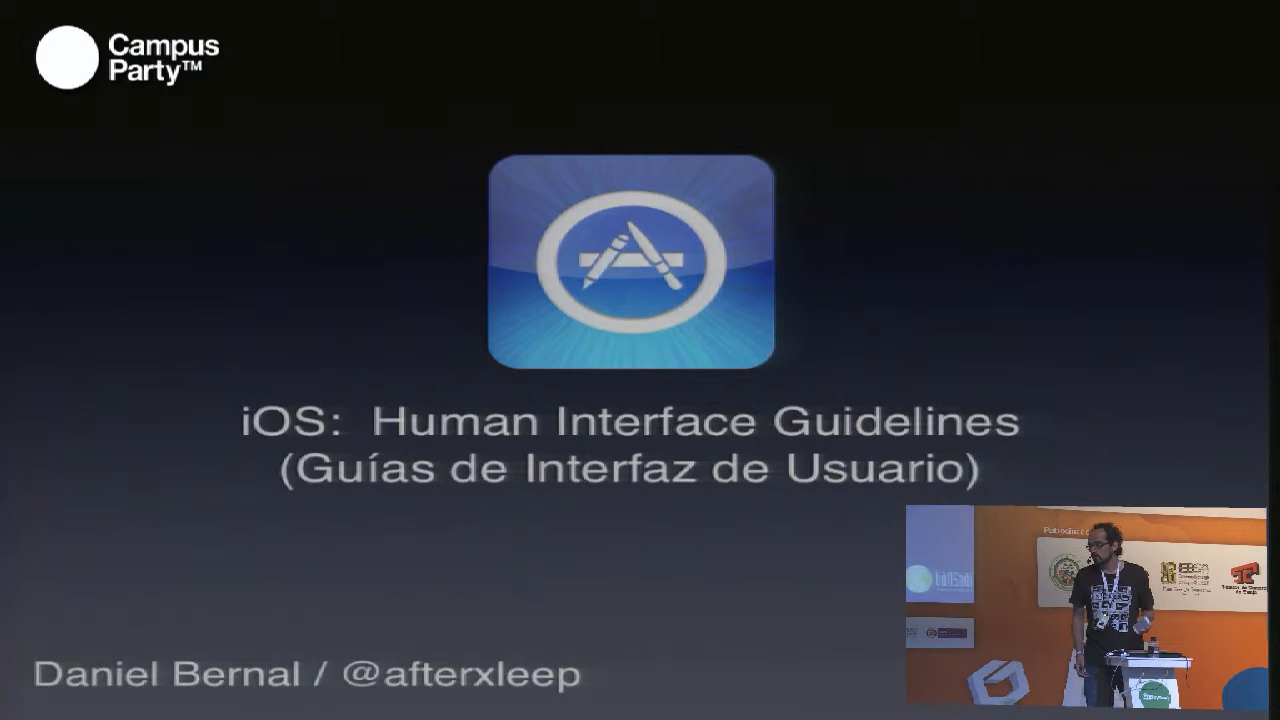 Campus
Party™
iOS: Human Interface Guidelines
(Guías de Interfaz de Usuario)
Daniel Bernal / @afterxleep